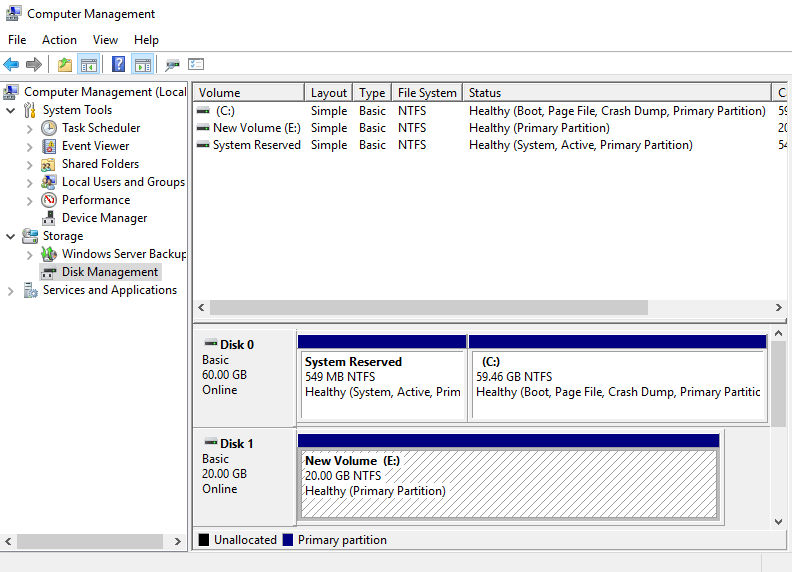 Computer Management
File Action View Help
Computer Management (Local
System Tools
Task Scheduler
Event Viewer
Shared Folders
Local Users and Groups
Performance
Device Manager
Storage
Windows Server Backup
Disk Management
Services and Applications
Volume Layout Type File System Status C
(C:) Simple Basic NTFS Healthy (Boot, Page File, Crash Dump, Primary Partition) 59
New Volume (E:) Simple Basic NTFS Healthy (Primary Partition) 20
System Reserved Simple Basic NTFS Healthy (System, Active, Primary Partition) 54
Disk 0
Basic
60.00 GB
Online
System Reserved
549 MB NTFS
Healthy (System, Active, Prim
(C:)
59.46 GB NTFS
Healthy (Boot, Page File, Crash Dump, Primary Partitic
Disk 1
Basic
20.00 GB
Online
New Volume (E:)
20.00 GB NTFS
Healthy (Primary Partition)
Unallocated Primary partition